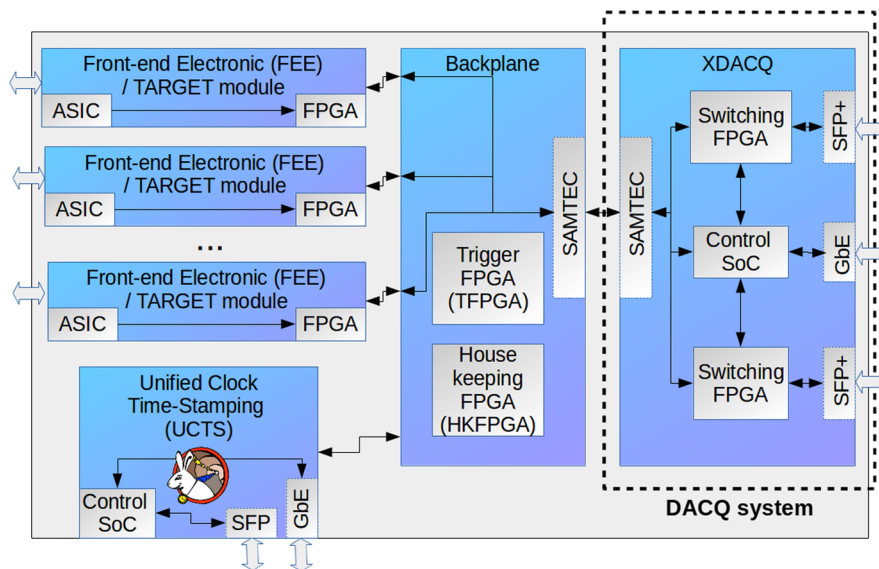 Front-end Electronic (FEE)
/ TARGET module
ASIC
FPGA
Front-end Electronic (FEE)
/ TARGET module
ASIC
FPGA
...
Front-end Electronic (FEE)
/ TARGET module
ASIC
FPGA
Unified Clock
Time-Stamping
(UCTS)
Control
SoC
SFP
GbE
Backplane
SAMTEC
Trigger
FPGA
(TFPGA)
House
keeping
FPGA
(HKFPGA)
XDACQ
SAMTEC
Switching
FPGA
SFP+
Control
SoC
GbE
Switching
FPGA
SFP+
DACQ system